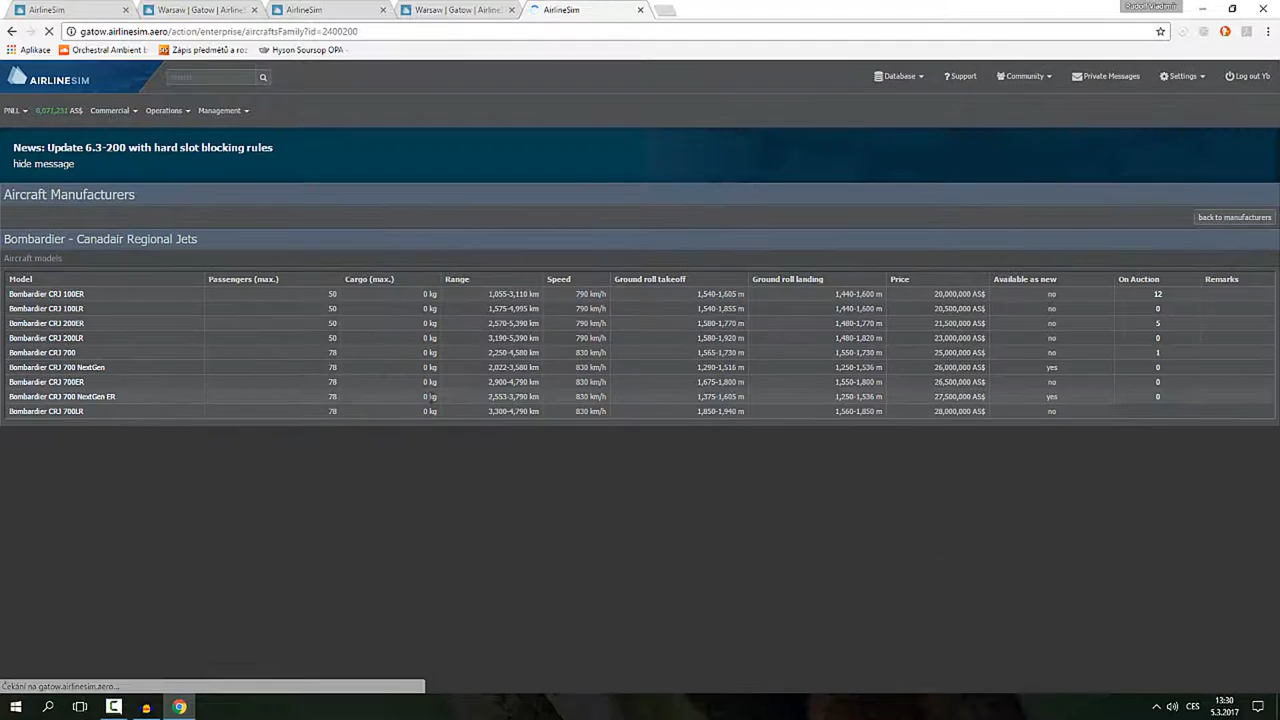 AirlineSim
Warsaw | Gatow | Airline:
AirlineSim
Warsaw | Gatow | Airline:
AirlineSim
Rudolf Vladimír
gatow.airlinesim.aero/action/enterprise/aircraftsFamily?id=2400200
Aplikace
Orchestral Ambient b
Zápis předmětů a roz
Hyson Soursop OPA -
AIRLINESIM
Search
Database
Support
Community
Private Messages
Settings
Log out Yb
PNLL
8,071,231 AS$
Commercial
Operations
Management
News: Update 6.3-200 with hard slot blocking rules
hide message
Aircraft Manufacturers
back to manufacturers
Bombardier - Canadair Regional Jets
Aircraft models
Model Passengers (max.) Cargo (max.) Range Speed Ground roll takeoff Ground roll landing Price Available as new On Auction Remarks
Bombardier CRJ 100ER 50 0 kg 1,055-3,110 km 790 km/h 1,540-1,605 m 1,440-1,600 m 20,000,000 AS$ no 12
Bombardier CRJ 100LR 50 0 kg 1,575-4,995 km 790 km/h 1,540-1,855 m 1,440-1,600 m 20,500,000 AS$ no 0
Bombardier CRJ 200ER 50 0 kg 2,570-5,390 km 790 km/h 1,580-1,770 m 1,480-1,770 m 21,500,000 AS$ no 5
Bombardier CRJ 200LR 50 0 kg 3,190-5,390 km 790 km/h 1,580-1,920 m 1,480-1,820 m 23,000,000 AS$ no 0
Bombardier CRJ 700 78 0 kg 2,250-4,580 km 830 km/h 1,565-1,730 m 1,550-1,730 m 25,000,000 AS$ no 1
Bombardier CRJ 700 NextGen 78 0 kg 2,022-3,580 km 830 km/h 1,290-1,516 m 1,250-1,536 m 26,000,000 AS$ yes 0
Bombardier CRJ 700ER 78 0 kg 2,900-4,790 km 830 km/h 1,675-1,800 m 1,550-1,800 m 26,500,000 AS$ no 0
Bombardier CRJ 700 NextGen ER 78 0 kg 2,553-3,790 km 830 km/h 1,375-1,605 m 1,250-1,536 m 27,500,000 AS$ yes 0
Bombardier CRJ 700LR 78 0 kg 3,300-4,790 km 830 km/h 1,850-1,940 m 1,560-1,850 m 28,000,000 AS$ no
Čekání na gatow.airlinesim.aero...
CES
13:30
5.3.2017